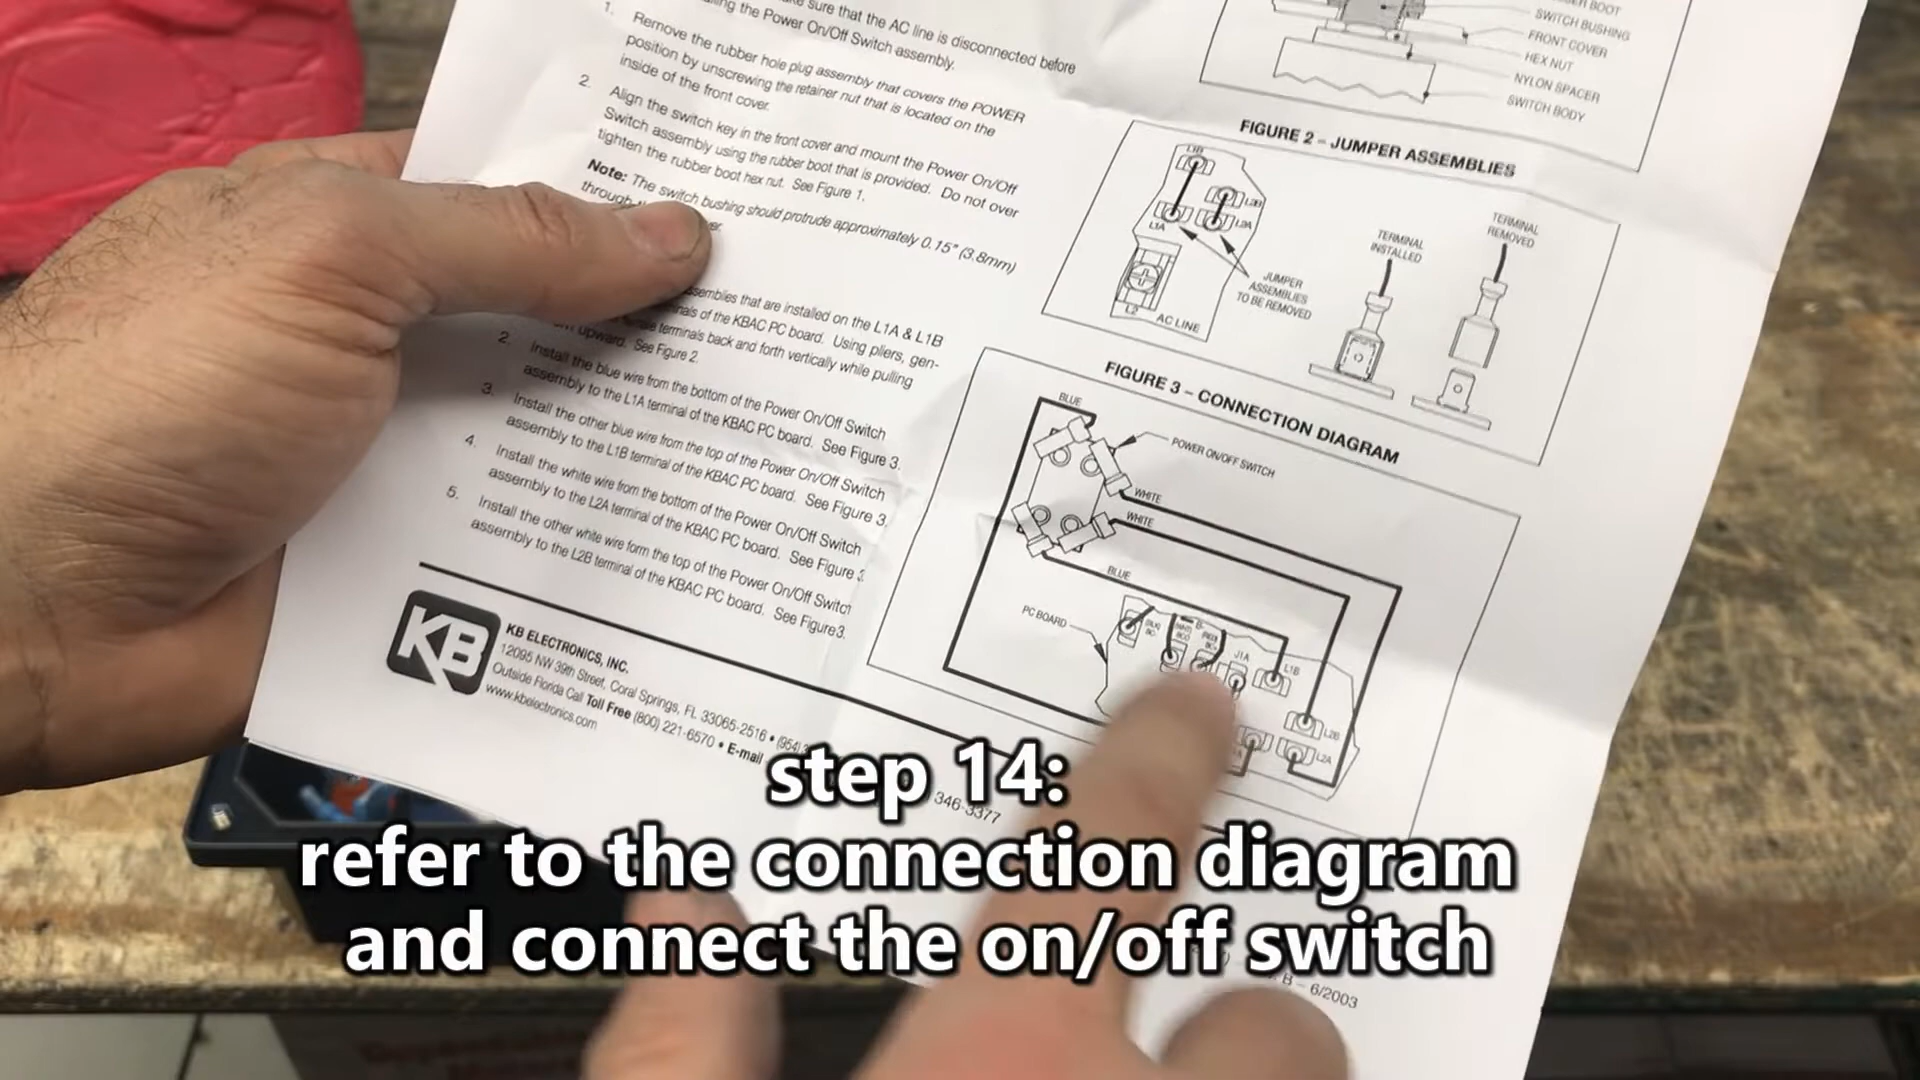 sure that the AC line is disconnected before
the Power On/Off Switch assembly.
1. Remove the rubber hole plug assembly that covers the POWER
position by unscrewing the retainer nut that is located on the
inside of the front cover.
2. Align the switch key in the front cover and mount the Power On/Off
Switch assembly using the rubber boot that is provided. Do not over
tighten the rubber boot hex nut. See Figure 1.
Note: The switch bushing should protrude approximately 0.15" (3.8mm)
through
that are installed on the L1A & L1B
of the KBAC PC board. Using pliers, gen-
terminals back and forth vertically while pulling
upward. See Figure 2.
2. Install the blue wire from the bottom of the Power On/Off Switch
assembly to the L1A terminal of the KBAC PC board. See Figure 3.
3. Install the other blue wire from the top of the Power On/Off Switch
assembly to the L1B terminal of the KBAC PC board. See Figure 3.
4. Install the white wire from the bottom of the Power On/Off Switch
assembly to the L2A terminal of the KBAC PC board. See Figure
5. Install the other white wire form the top of the Power On/Off Switch
assembly to the L2B terminal of the KBAC PC board. See Figure3.
KB
KB ELECTRONICS, INC.
12095 NW 39th Street, Coral Springs, FL 33065-2516 • (954)
346-3377
Outside Florida Call Toll Free (800) 221-6570 • E-mail
www.kbelectronics.com
BOOT
SWITCH BUSHING
FRONT COVER
HEX NUT
NYLON SPACER
SWITCH BODY
FIGURE 2 – JUMPER ASSEMBLIES
L1B
L2B
L1A
L2A
L2
AC LINE
JUMPER
ASSEMBLIES
TO BE REMOVED
TERMINAL
INSTALLED
TERMINAL
REMOVED
FIGURE 3 – CONNECTION DIAGRAM
BLUE
POWER ON/OFF SWITCH
WHITE
WHITE
BLUE
PC BOARD
J1A
L1B
L2B
L2A
B – 6/2003
step 14:
refer to the connection diagram
and connect the on/off switch